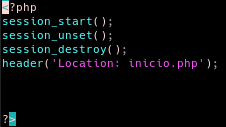 <?php
session_start();
session_unset();
session_destroy();
header('Location: inicio.php');
?>